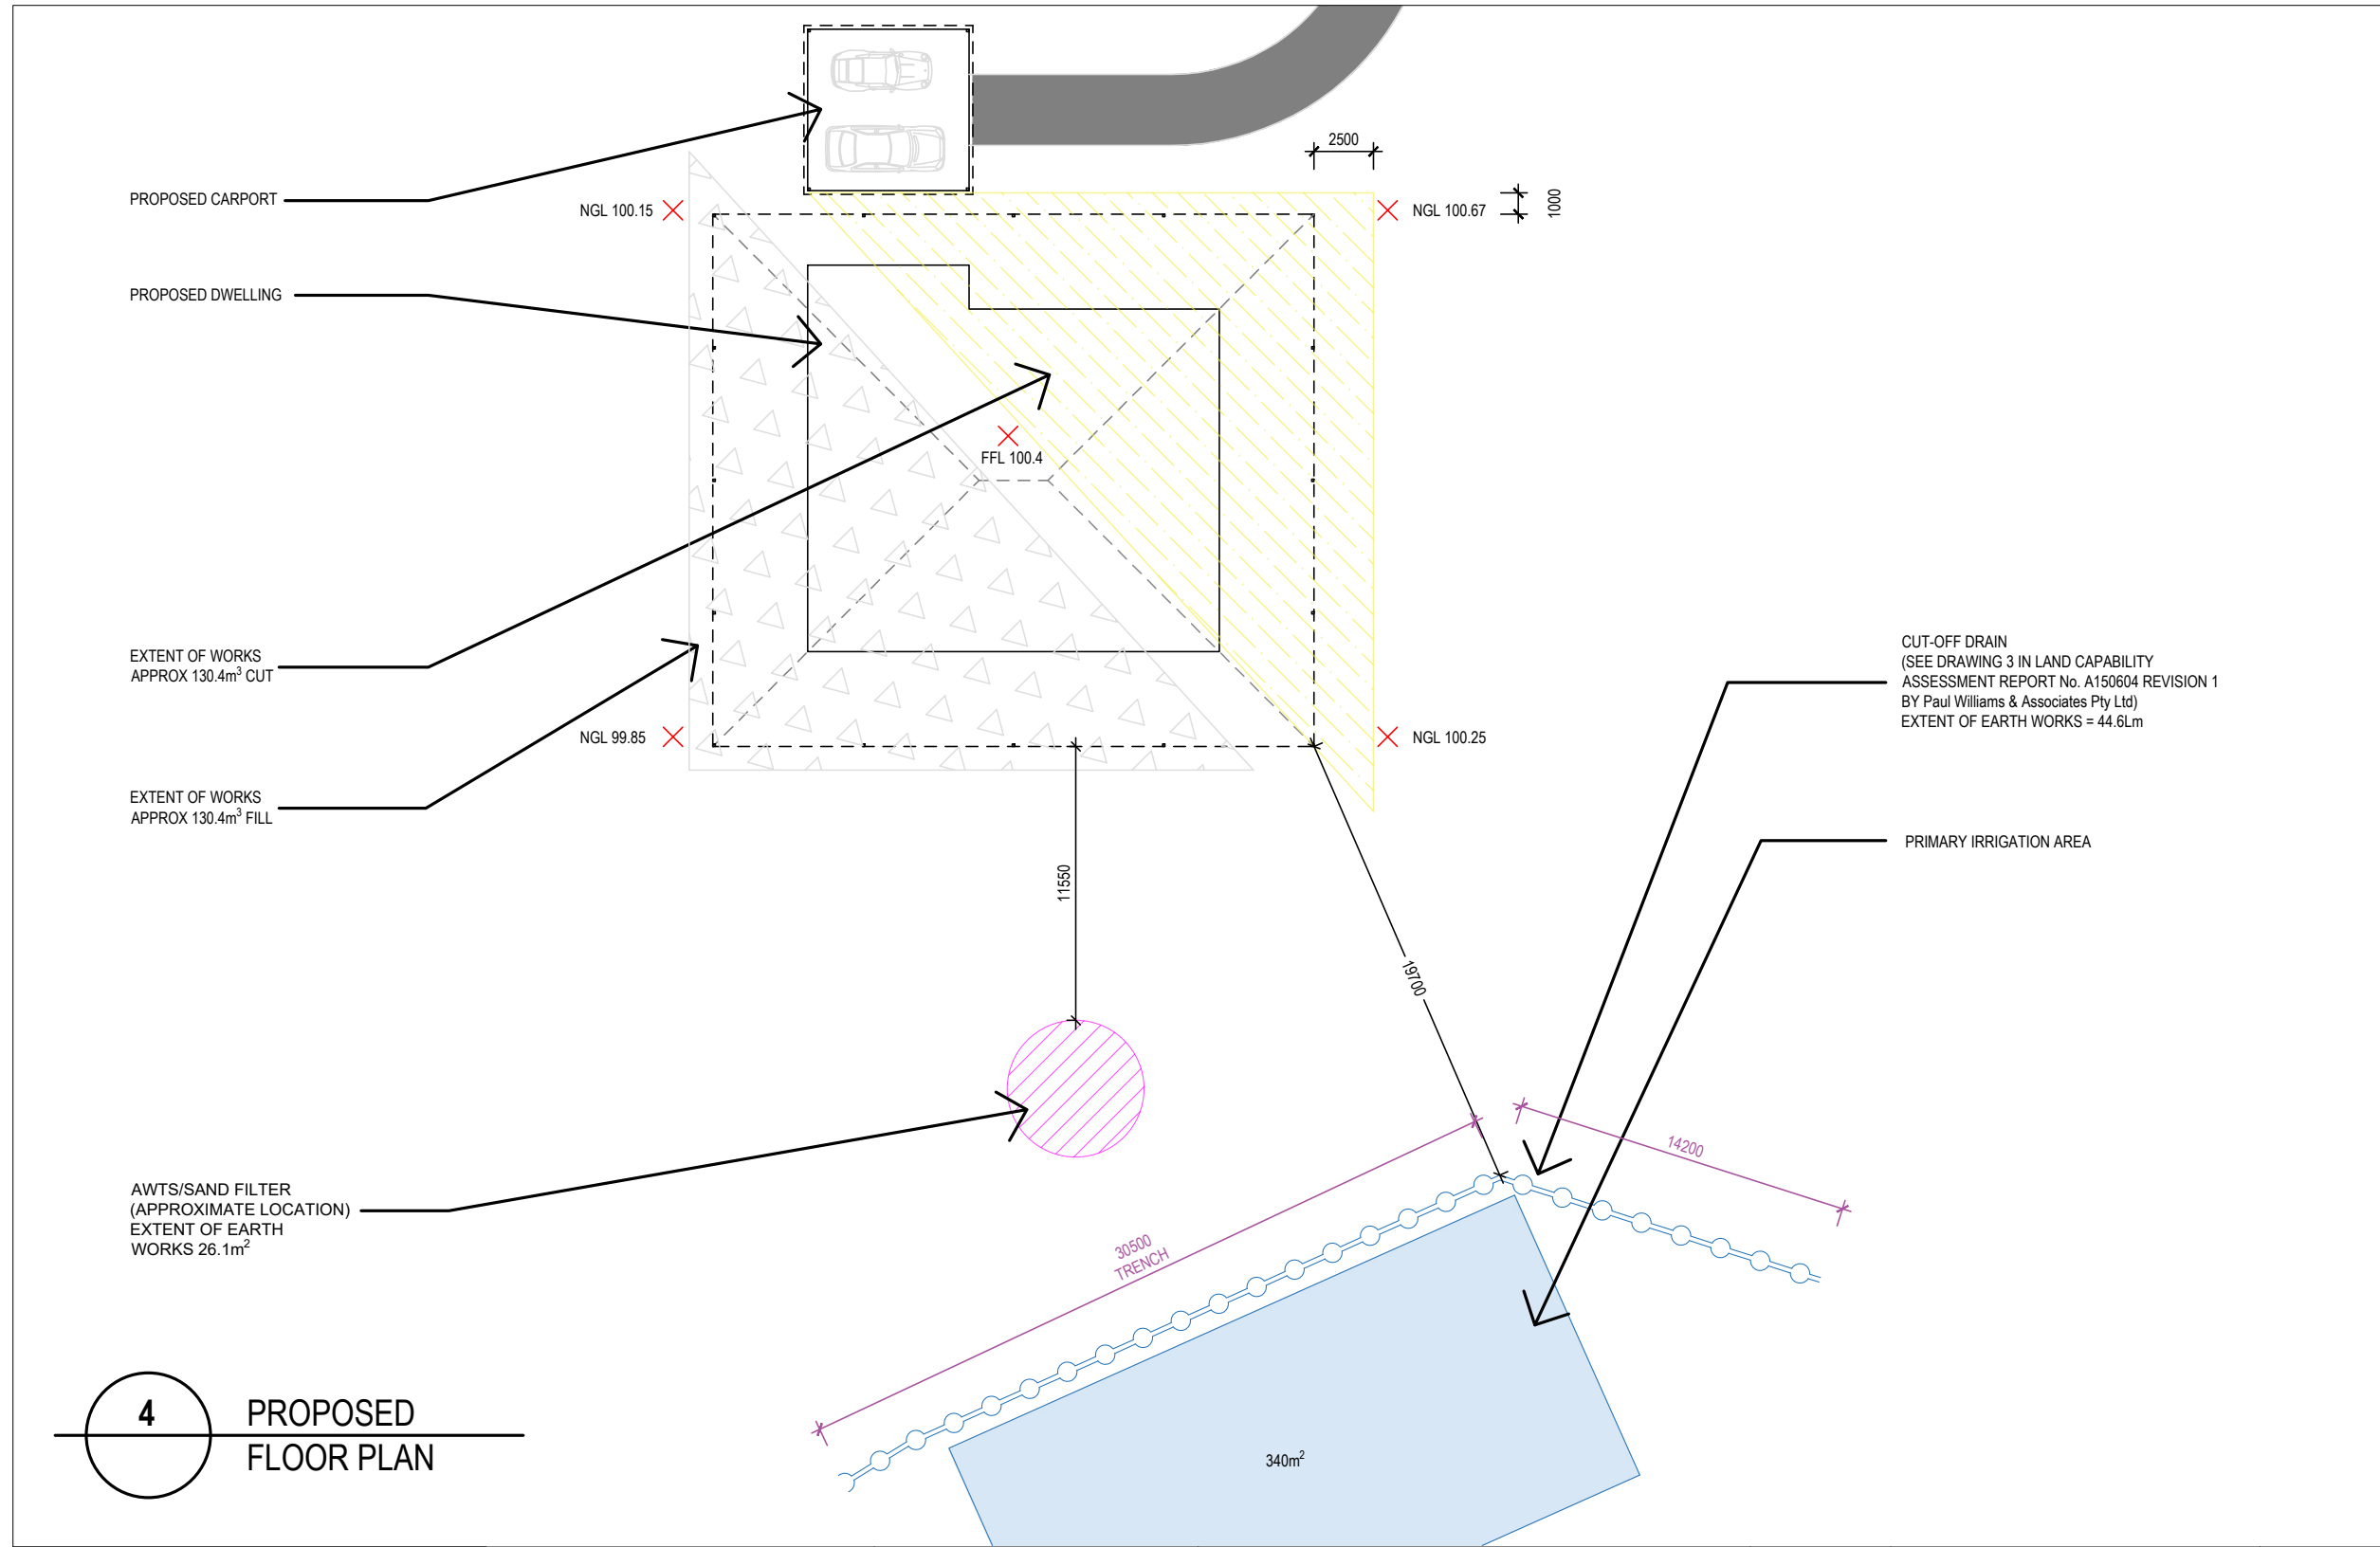 2500
1000
PROPOSED CARPORT
NGL 100.15
NGL 100.67
PROPOSED DWELLING
FFL 100.4
EXTENT OF WORKS
APPROX 130.4m³ CUT
CUT-OFF DRAIN
(SEE DRAWING 3 IN LAND CAPABILITY
ASSESSMENT REPORT No. A150604 REVISION 1
BY Paul Williams & Associates Pty Ltd)
EXTENT OF EARTH WORKS = 44.6Lm
NGL 99.85
NGL 100.25
EXTENT OF WORKS
APPROX 130.4m³ FILL
PRIMARY IRRIGATION AREA
11550
19700
14200
AWTS/SAND FILTER
(APPROXIMATE LOCATION)
EXTENT OF EARTH
WORKS 26.1m²
30500
TRENCH
340m²
4
PROPOSED
FLOOR PLAN